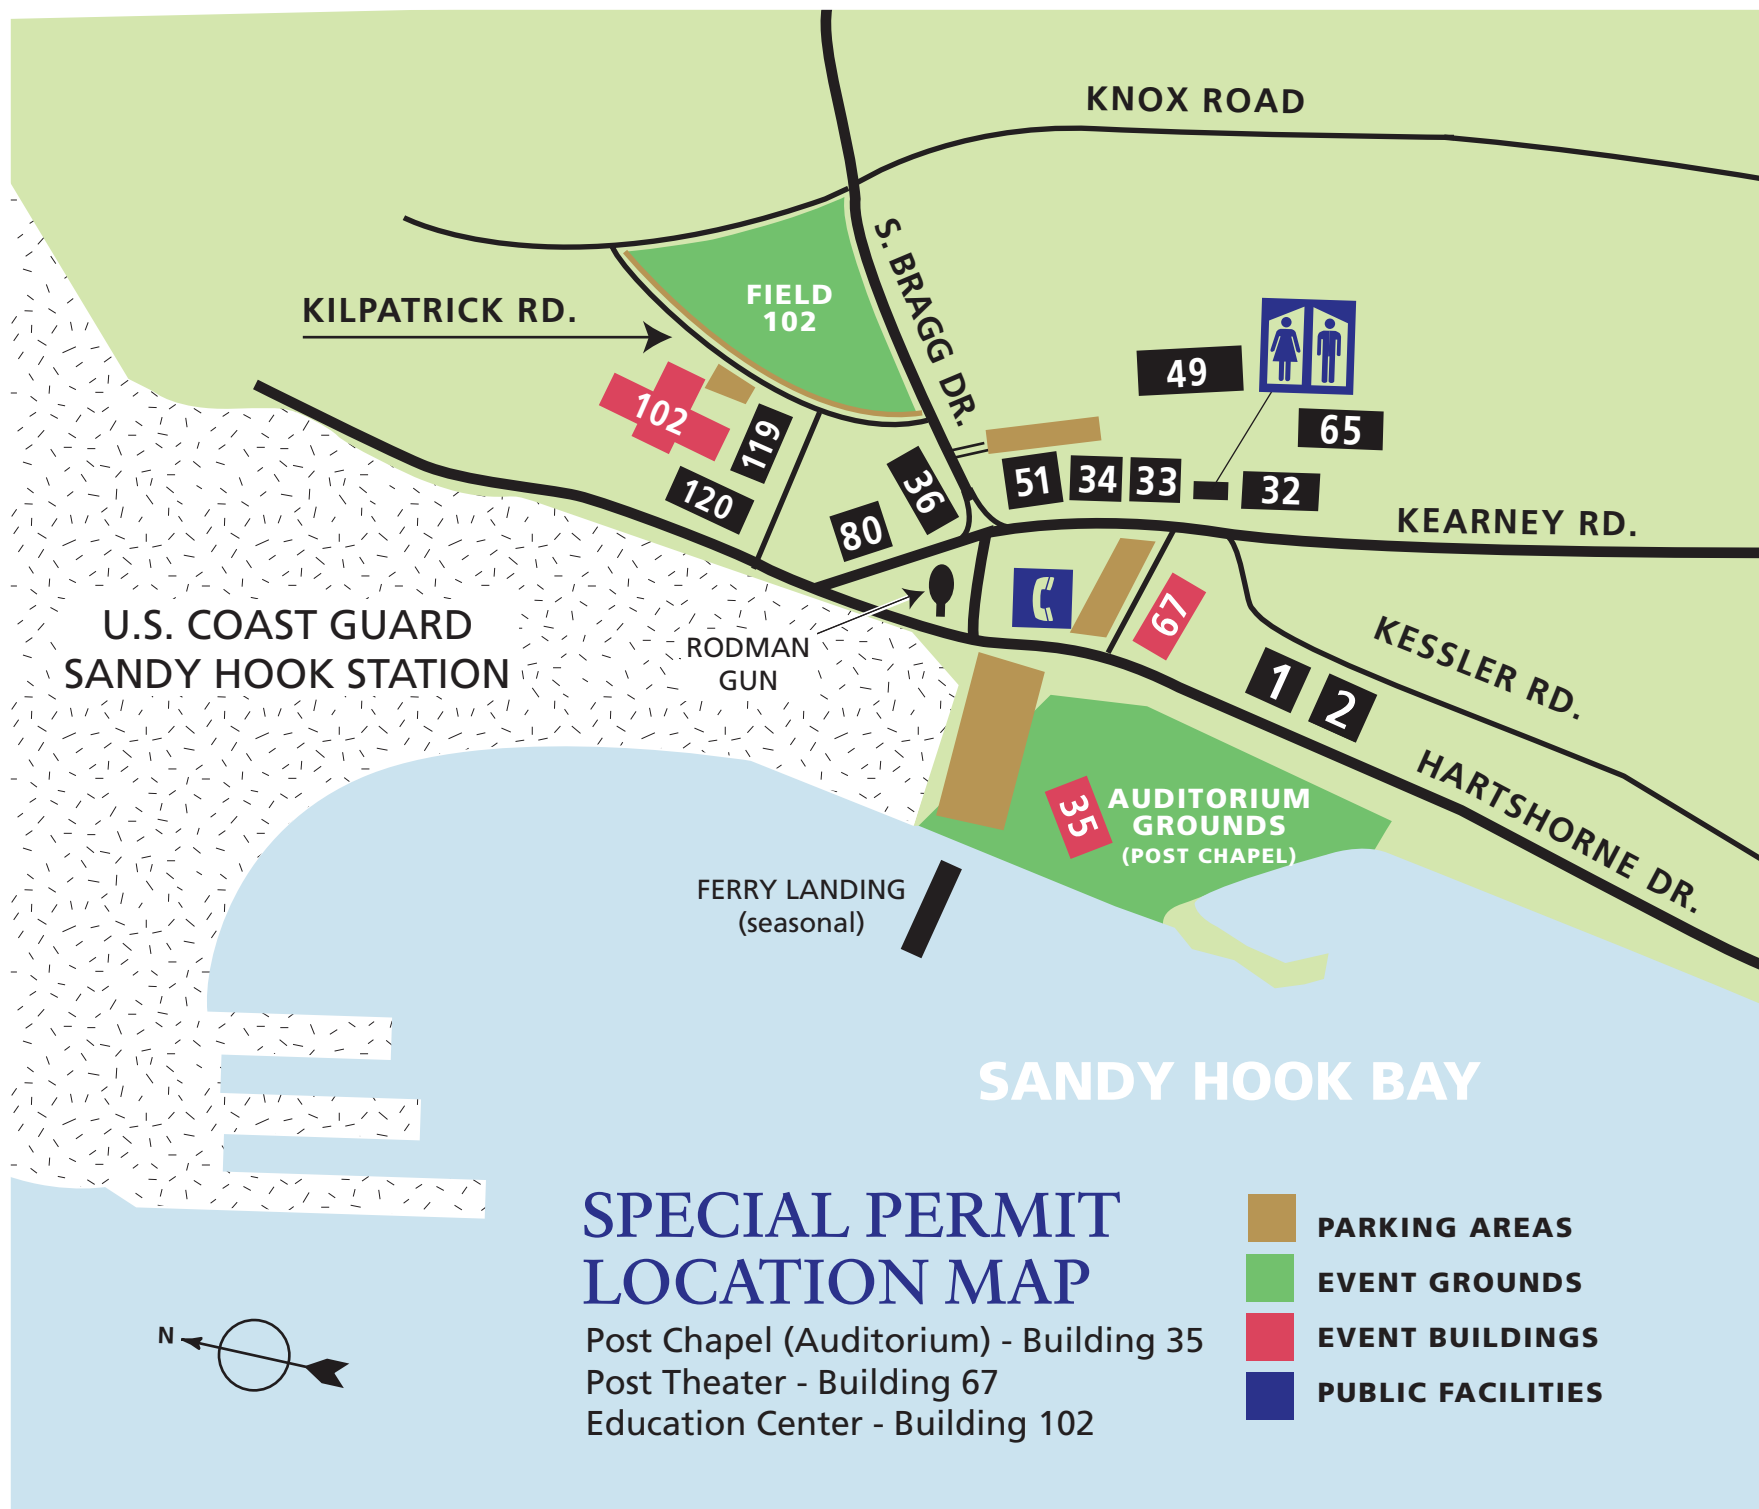 KNOX ROAD
S. BRAGG DR.
FIELD
102
KILPATRICK RD.
49
65
102
119
120
36
80
51
34
33
32
KEARNEY RD.
67
U.S. COAST GUARD
SANDY HOOK STATION
RODMAN
GUN
KESSLER RD.
1
2
HARTSHORNE DR.
35
AUDITORIUM
GROUNDS
(POST CHAPEL)
FERRY LANDING
(seasonal)
SANDY HOOK BAY
SPECIAL PERMIT
LOCATION MAP
Post Chapel (Auditorium) - Building 35
Post Theater - Building 67
Education Center - Building 102
PARKING AREAS
EVENT GROUNDS
EVENT BUILDINGS
PUBLIC FACILITIES
N